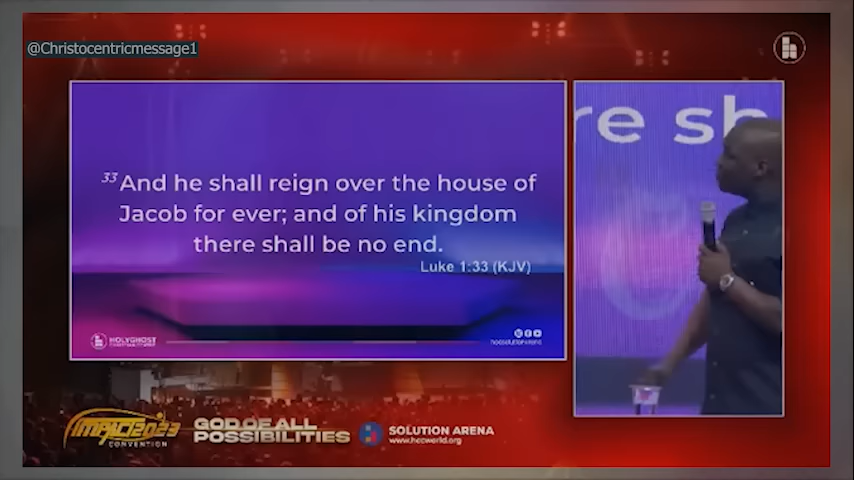 @Christocentricmessage1
re sh
33 And he shall reign over the house of
Jacob for ever; and of his kingdom
there shall be no end.
Luke 1:33 (KJV)
HOLYGHOST
IMPACT2023
CONVENTION
GOD OF ALL
POSSIBILITIES
SOLUTION ARENA
www.hccworld.org